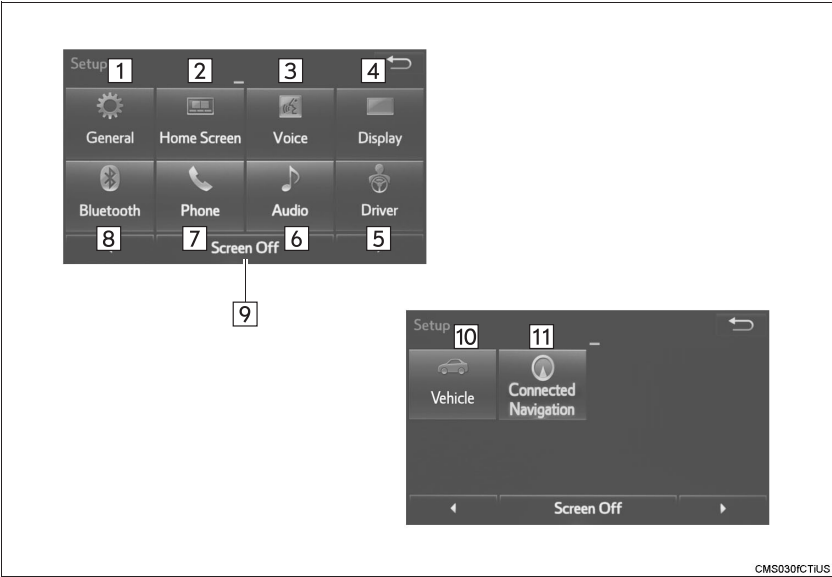 Setup 1 2 3 4
General Home Screen Voice Display
Bluetooth Phone Audio Driver
8 7 6 5
Screen Off
9
Setup 10 11
Vehicle Connected
Navigation
Screen Off
CMS030fCTiUS